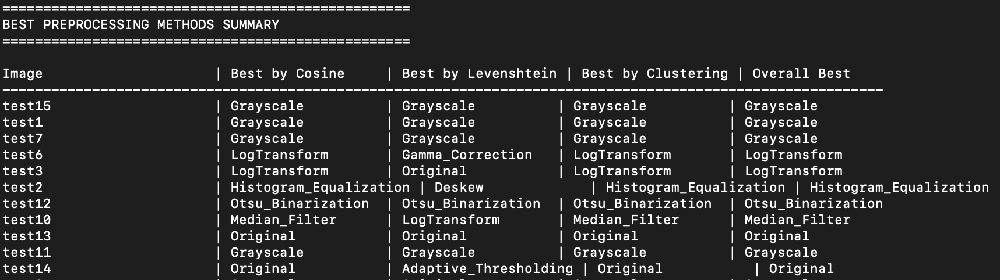 ==================================================
BEST PREPROCESSING METHODS SUMMARY
==================================================
Image                     | Best by Cosine     | Best by Levenshtein | Best by Clustering | Overall Best
------------------------------------------------------------------------------------------------------------
test15                    | Grayscale          | Grayscale          | Grayscale          | Grayscale
test1                     | Grayscale          | Grayscale          | Grayscale          | Grayscale
test7                     | Grayscale          | Grayscale          | Grayscale          | Grayscale
test6                     | LogTransform       | Gamma_Correction   | LogTransform       | LogTransform
test3                     | LogTransform       | Original           | LogTransform       | LogTransform
test2                     | Histogram_Equalization | Deskew             | Histogram_Equalization | Histogram_Equalization
test12                    | Otsu_Binarization  | Otsu_Binarization  | Otsu_Binarization  | Otsu_Binarization
test10                    | Median_Filter      | LogTransform       | Median_Filter      | Median_Filter
test13                    | Original           | Original           | Original           | Original
test11                    | Grayscale          | Grayscale          | Grayscale          | Grayscale
test14                    | Original           | Adaptive_Thresholding | Original           | Original